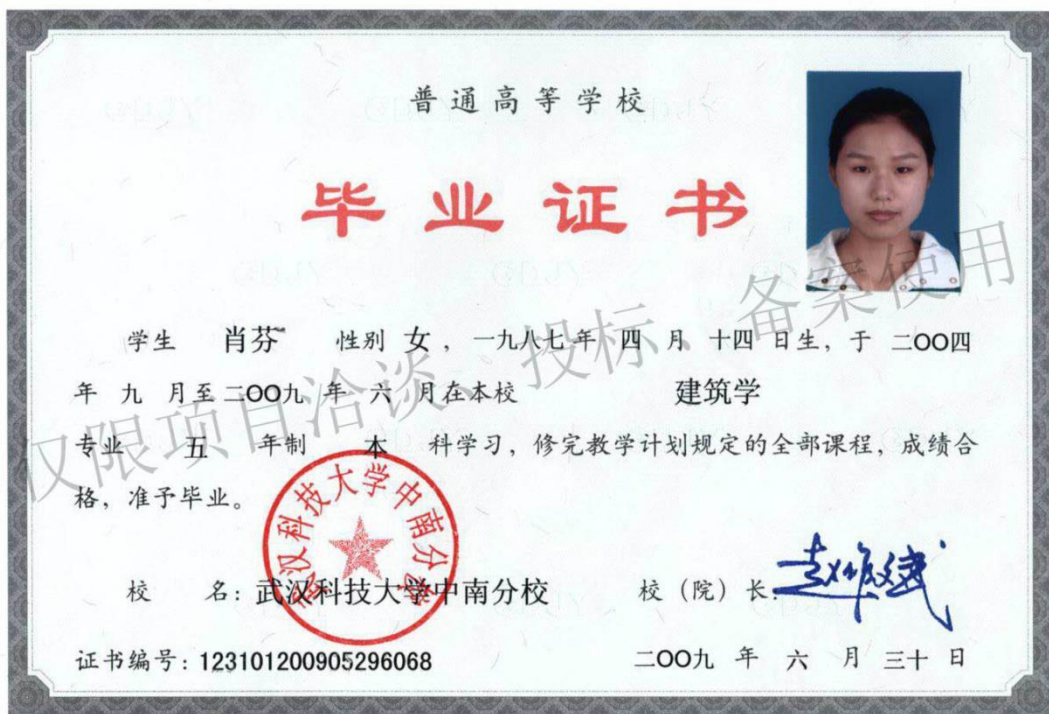 普通高等学校
毕业证书
学生 肖芬 性别 女，一九八七年 四 月 十四 日生，于 二OO四
年 九 月至二OO九 年 六 月在本校 建筑学
专业 五 年制 本 科学习，修完教学计划规定的全部课程，成绩合
格，准予毕业。
校 名：武汉科技大学中南分校 校（院）长：赵作斌
证书编号：123101200905296068 二OO九 年 六 月 三十 日
武汉科技大学中南分校
仅限项目洽谈、投标、备案使用